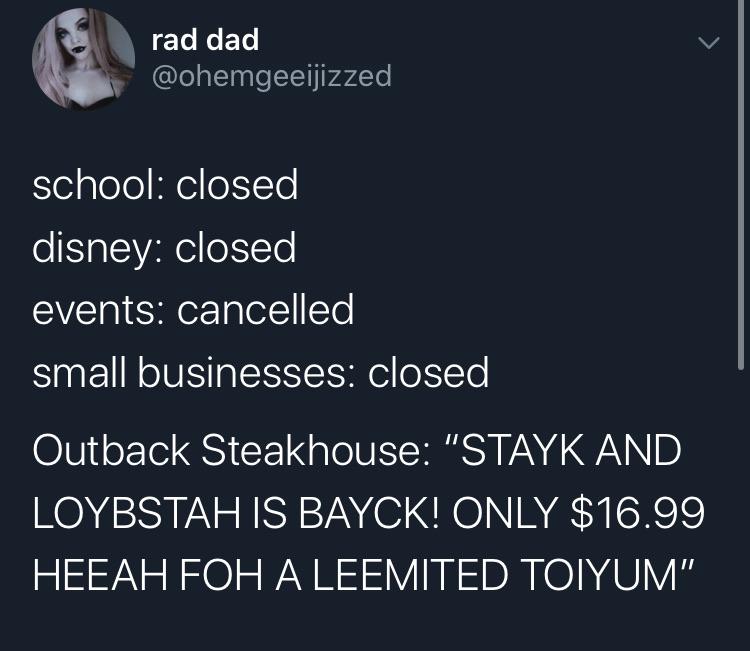 rad dad
@ohemgeeijizzed
school: closed
disney: closed
events: cancelled
small businesses: closed
Outback Steakhouse: “STAYK AND
LOYBSTAH IS BAYCK! ONLY $16.99
HEEAH FOH A LEEMITED TOIYUM”